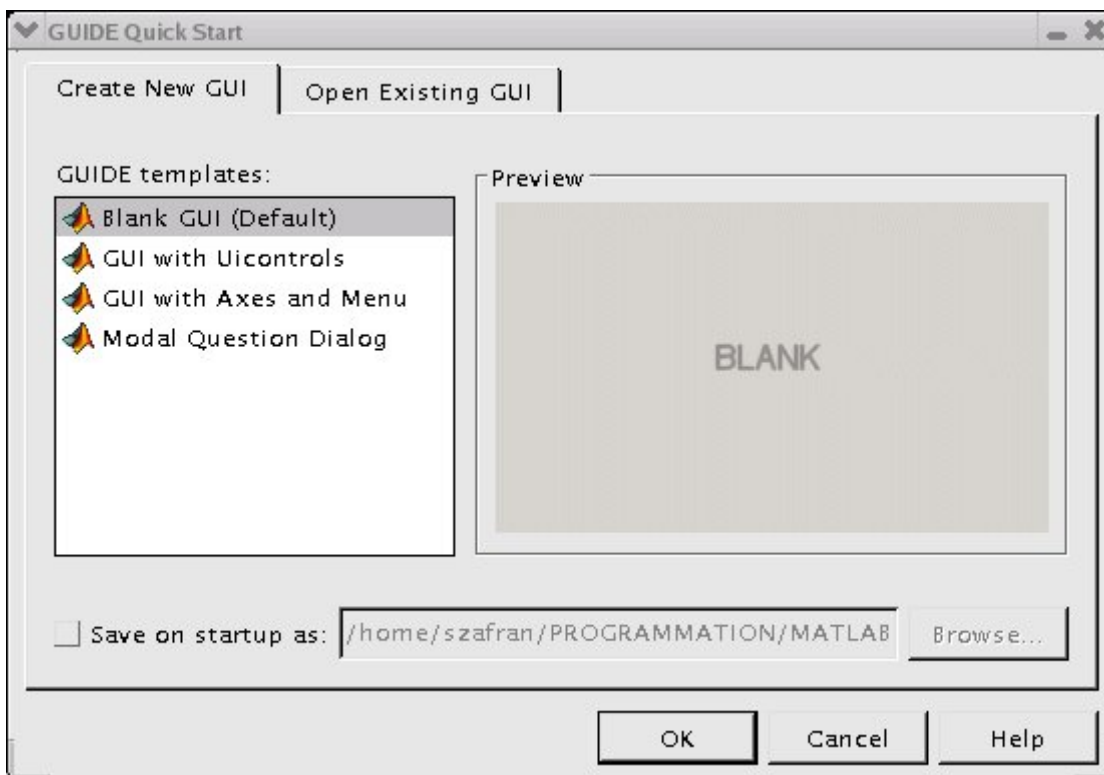 GUIDE Quick Start
Create New GUI
Open Existing GUI
GUIDE templates:
Blank GUI (Default)
GUI with Uicontrols
GUI with Axes and Menu
Modal Question Dialog
Preview
BLANK
Save on startup as:
/home/szafran/PROGRAMMATION/MATLAB
Browse...
OK
Cancel
Help